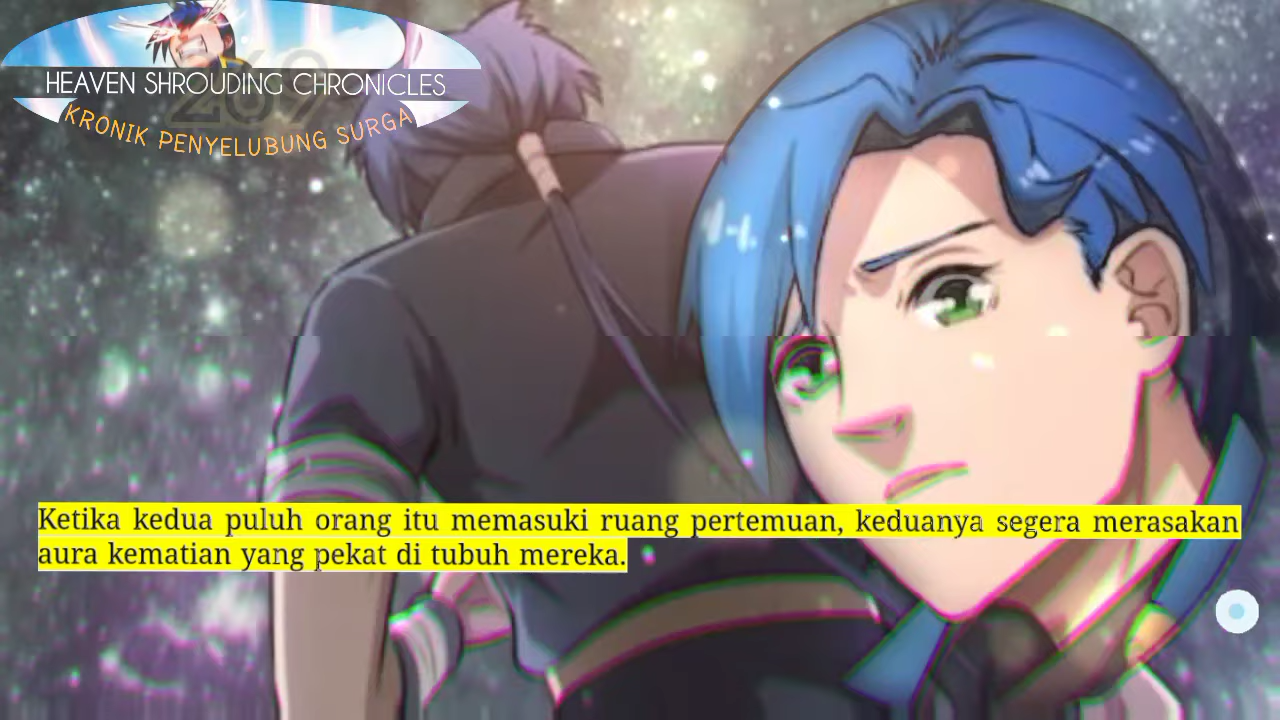 269
HEAVEN SHROUDING CHRONICLES
KRONIK PENYELUBUNG SURGA
Ketika kedua puluh orang itu memasuki ruang pertemuan, keduanya segera merasakan
aura kematian yang pekat di tubuh mereka.